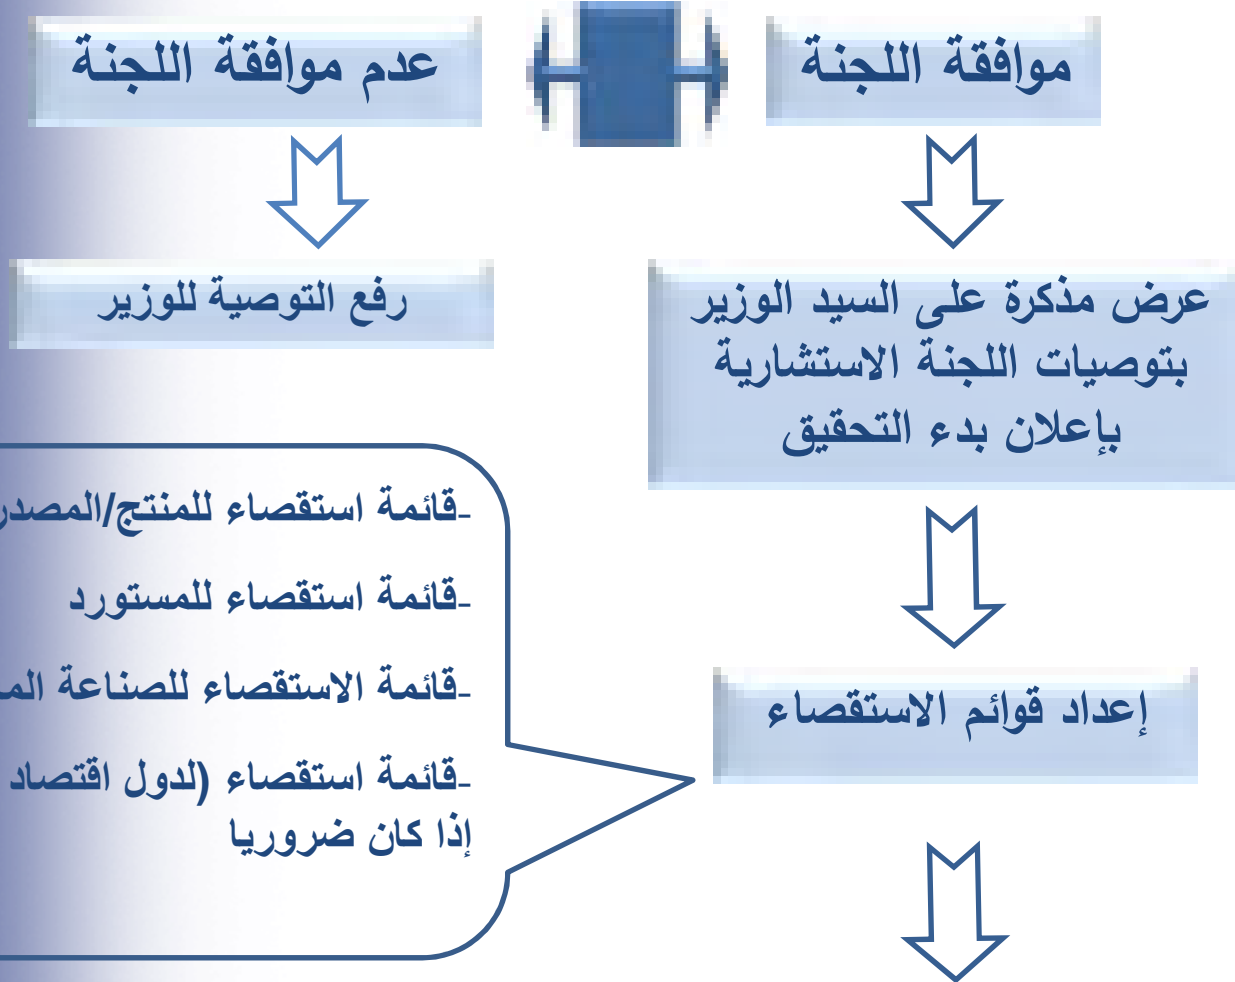 موافقة اللجنة
عدم موافقة اللجنة
عرض مذكرة على السيد الوزير
بتوصيات اللجنة الاستشارية
بإعلان بدء التحقيق
رفع التوصية للوزير
إعداد قوائم الاستقصاء
-قائمة استقصاء للمنتج/المصدر
-قائمة استقصاء للمستورد
-قائمة الاستقصاء للصناعة
-قائمة استقصاء (لدول اقتصاد
إذا كان ضروريا